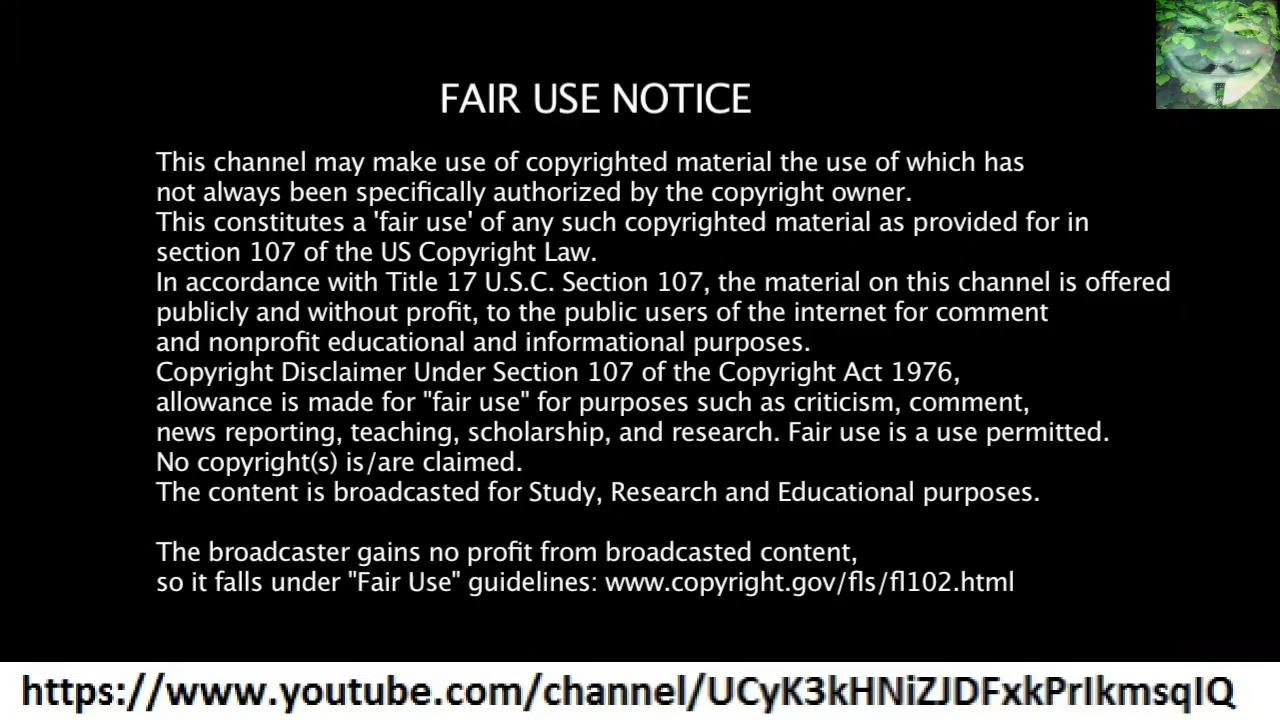 FAIR USE NOTICE
This channel may make use of copyrighted material the use of which has
not always been specifically authorized by the copyright owner.
This constitutes a 'fair use' of any such copyrighted material as provided for in
section 107 of the US Copyright Law.
In accordance with Title 17 U.S.C. Section 107, the material on this channel is offered
publicly and without profit, to the public users of the internet for comment
and nonprofit educational and informational purposes.
Copyright Disclaimer Under Section 107 of the Copyright Act 1976,
allowance is made for "fair use" for purposes such as criticism, comment,
news reporting, teaching, scholarship, and research. Fair use is a use permitted.
No copyright(s) is/are claimed.
The content is broadcasted for Study, Research and Educational purposes.
The broadcaster gains no profit from broadcasted content,
so it falls under "Fair Use" guidelines: www.copyright.gov/fls/fl102.html
https://www.youtube.com/channel/UCyK3kHNiZJDFxkPrIkmsqIQ